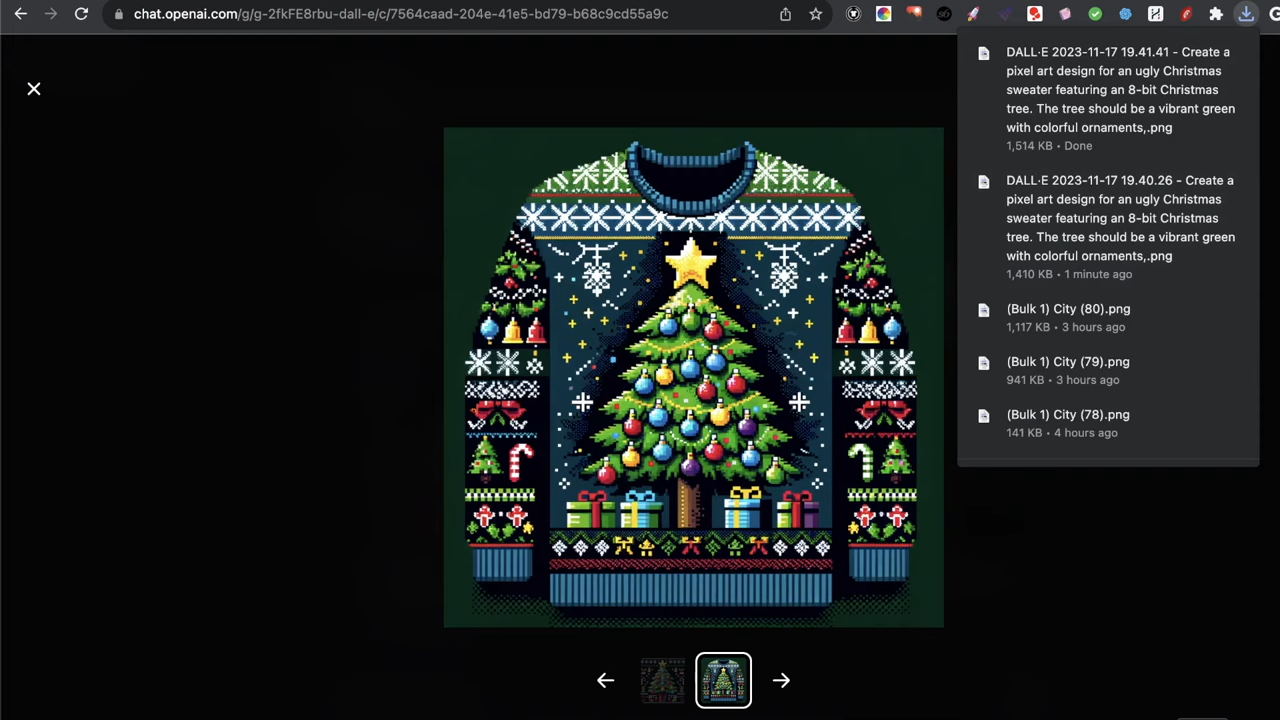 chat.openai.com/g/g-2fkFE8rbu-dall-e/c/7564caad-204e-41e5-bd79-b68c9cd55a9c
DALL·E 2023-11-17 19.41.41 - Create a
pixel art design for an ugly Christmas
sweater featuring an 8-bit Christmas
tree. The tree should be a vibrant green
with colorful ornaments,.png
1,514 KB • Done
DALL·E 2023-11-17 19.40.26 - Create a
pixel art design for an ugly Christmas
sweater featuring an 8-bit Christmas
tree. The tree should be a vibrant green
with colorful ornaments,.png
1,410 KB • 1 minute ago
(Bulk 1) City (80).png
1,117 KB • 3 hours ago
(Bulk 1) City (79).png
941 KB • 3 hours ago
(Bulk 1) City (78).png
141 KB • 4 hours ago